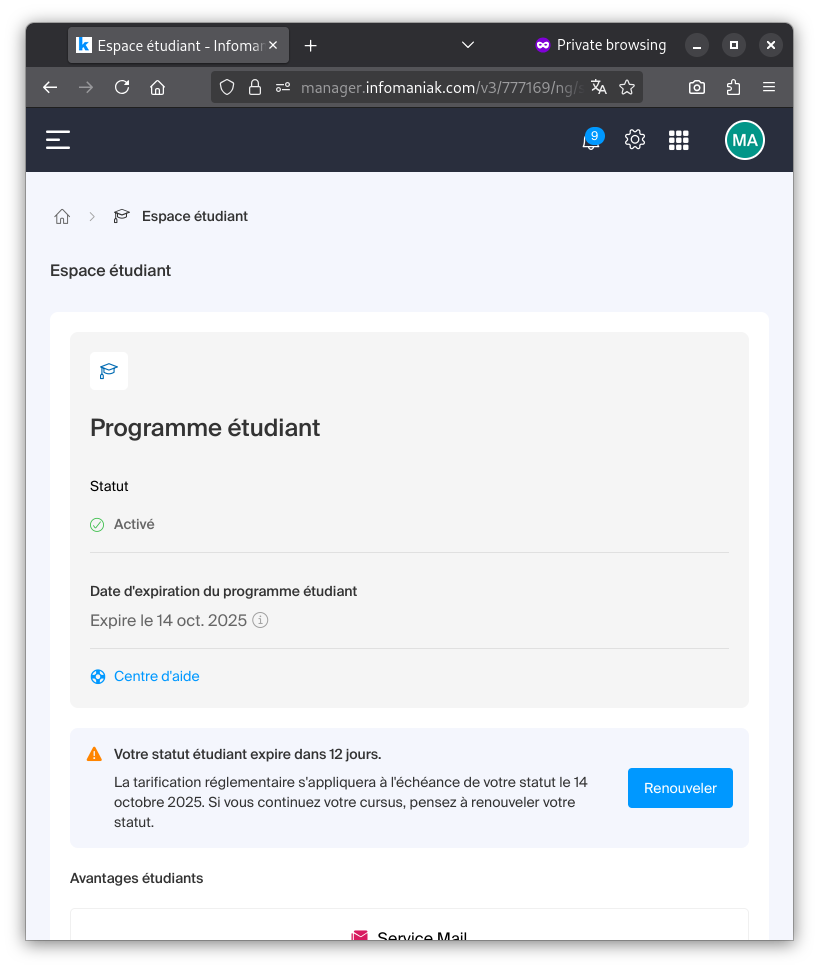 Espace étudiant - Infomar
Private browsing
manager.infomaniak.com/v3/777169/ng/s
9
MA
Espace étudiant
Espace étudiant
Programme étudiant
Statut
Activé
Date d'expiration du programme étudiant
Expire le 14 oct. 2025
Centre d'aide
Votre statut étudiant expire dans 12 jours.
La tarification réglementaire s'appliquera à l'échéance de votre statut le 14
octobre 2025. Si vous continuez votre cursus, pensez à renouveler votre
statut.
Renouveler
Avantages étudiants
Service Mail